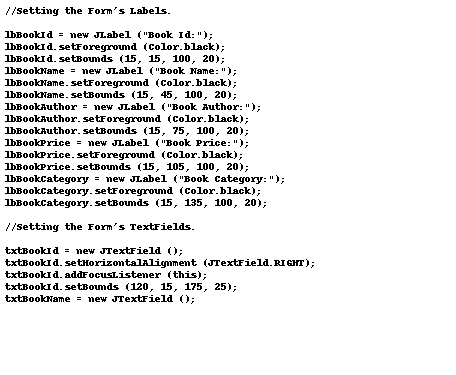 //Setting the Form's Labels.

lbBookId = new JLabel ("Book Id:");
lbBookId.setForeground (Color.black);
lbBookId.setBounds (15, 15, 100, 20);
lbBookName = new JLabel ("Book Name:");
lbBookName.setForeground (Color.black);
lbBookName.setBounds (15, 45, 100, 20);
lbBookAuthor = new JLabel ("Book Author:");
lbBookAuthor.setForeground (Color.black);
lbBookAuthor.setBounds (15, 75, 100, 20);
lbBookPrice = new JLabel ("Book Price:");
lbBookPrice.setForeground (Color.black);
lbBookPrice.setBounds (15, 105, 100, 20);
lbBookCategory = new JLabel ("Book Category:");
lbBookCategory.setForeground (Color.black);
lbBookCategory.setBounds (15, 135, 100, 20);

//Setting the Form's TextFields.

txtBookId = new JTextField ();
txtBookId.setHorizontalAlignment (JTextField.RIGHT);
txtBookId.addFocusListener (this);
txtBookId.setBounds (120, 15, 175, 25);
txtBookName = new JTextField ();